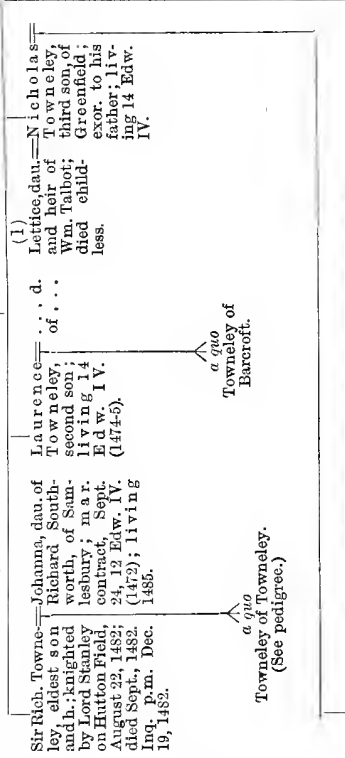 Sir Rich. Towne-
ley, eldest son
and h.; knighted
by Lord Stanley
on Hutton Field,
August 22, 1482;
died Sept., 1482.
Inq. p.m. Dec.
19, 1482.
Johanna, dau. of
Richard South-
worth, of Sam-
lesbury; mar.
contract, Sept.
24, 12 Edw. IV.
(1472); living
1485.
a quo
Towneley of Towneley.
(See pedigree.)
Laurence
Towneley,
second son;
living 14
Edw. IV.
(1474-5).
. . . , d.
of . . .
a quo
Towneley of
Barcroft.
(1)
Lettice, dau.
and heir of
Wm. Talbot;
died child-
less.
Nicholas
Towneley,
third son, of
Greenfield;
exor. to his
father; liv-
ing 14 Edw.
IV.